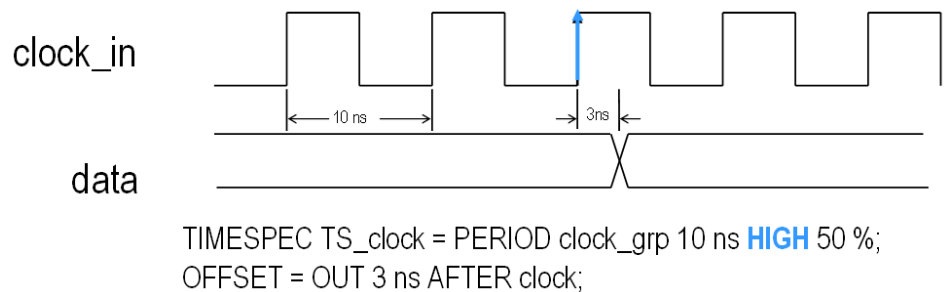 clock_in
10 ns
3ns
data
TIMESPEC TS_clock = PERIOD clock_grp 10 ns HIGH 50 %;
OFFSET = OUT 3 ns AFTER clock;